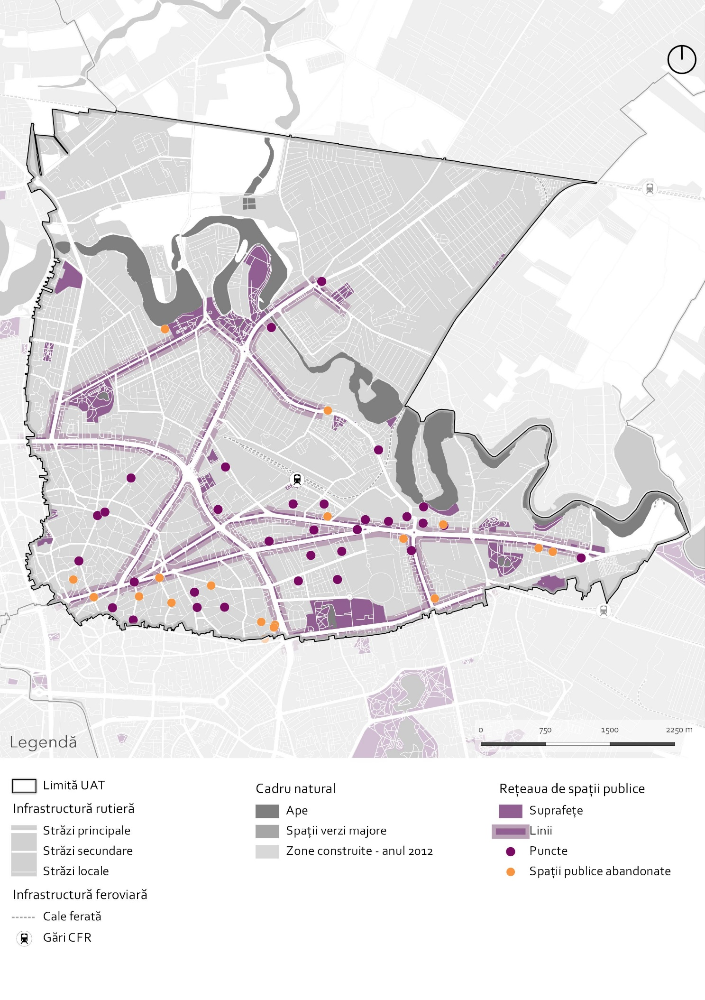 0 750 1500 2250 m
Legendă
Limită UAT
Infrastructură rutieră
Străzi principale
Străzi secundare
Străzi locale
Infrastructură feroviară
Cale ferată
Gări CFR
Cadru natural
Ape
Spații verzi majore
Zone construite - anul 2012
Rețeaua de spații publice
Suprafețe
Linii
Puncte
Spații publice abandonate